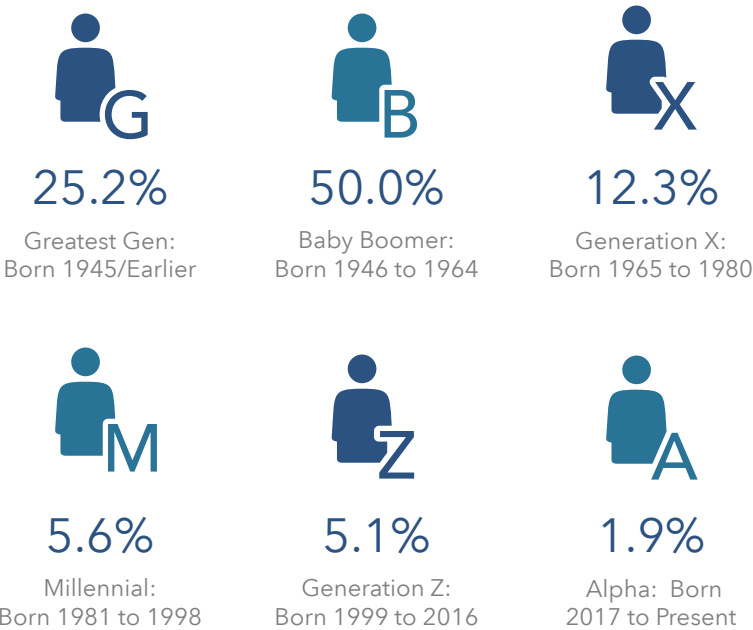 G
B
X
25.2%
50.0%
12.3%
Greatest Gen:
Born 1945/Earlier
Baby Boomer:
Born 1946 to 1964
Generation X:
Born 1965 to 1980
M
Z
A
5.6%
5.1%
1.9%
Millennial:
Born 1981 to 1998
Generation Z:
Born 1999 to 2016
Alpha:  Born
2017 to Present